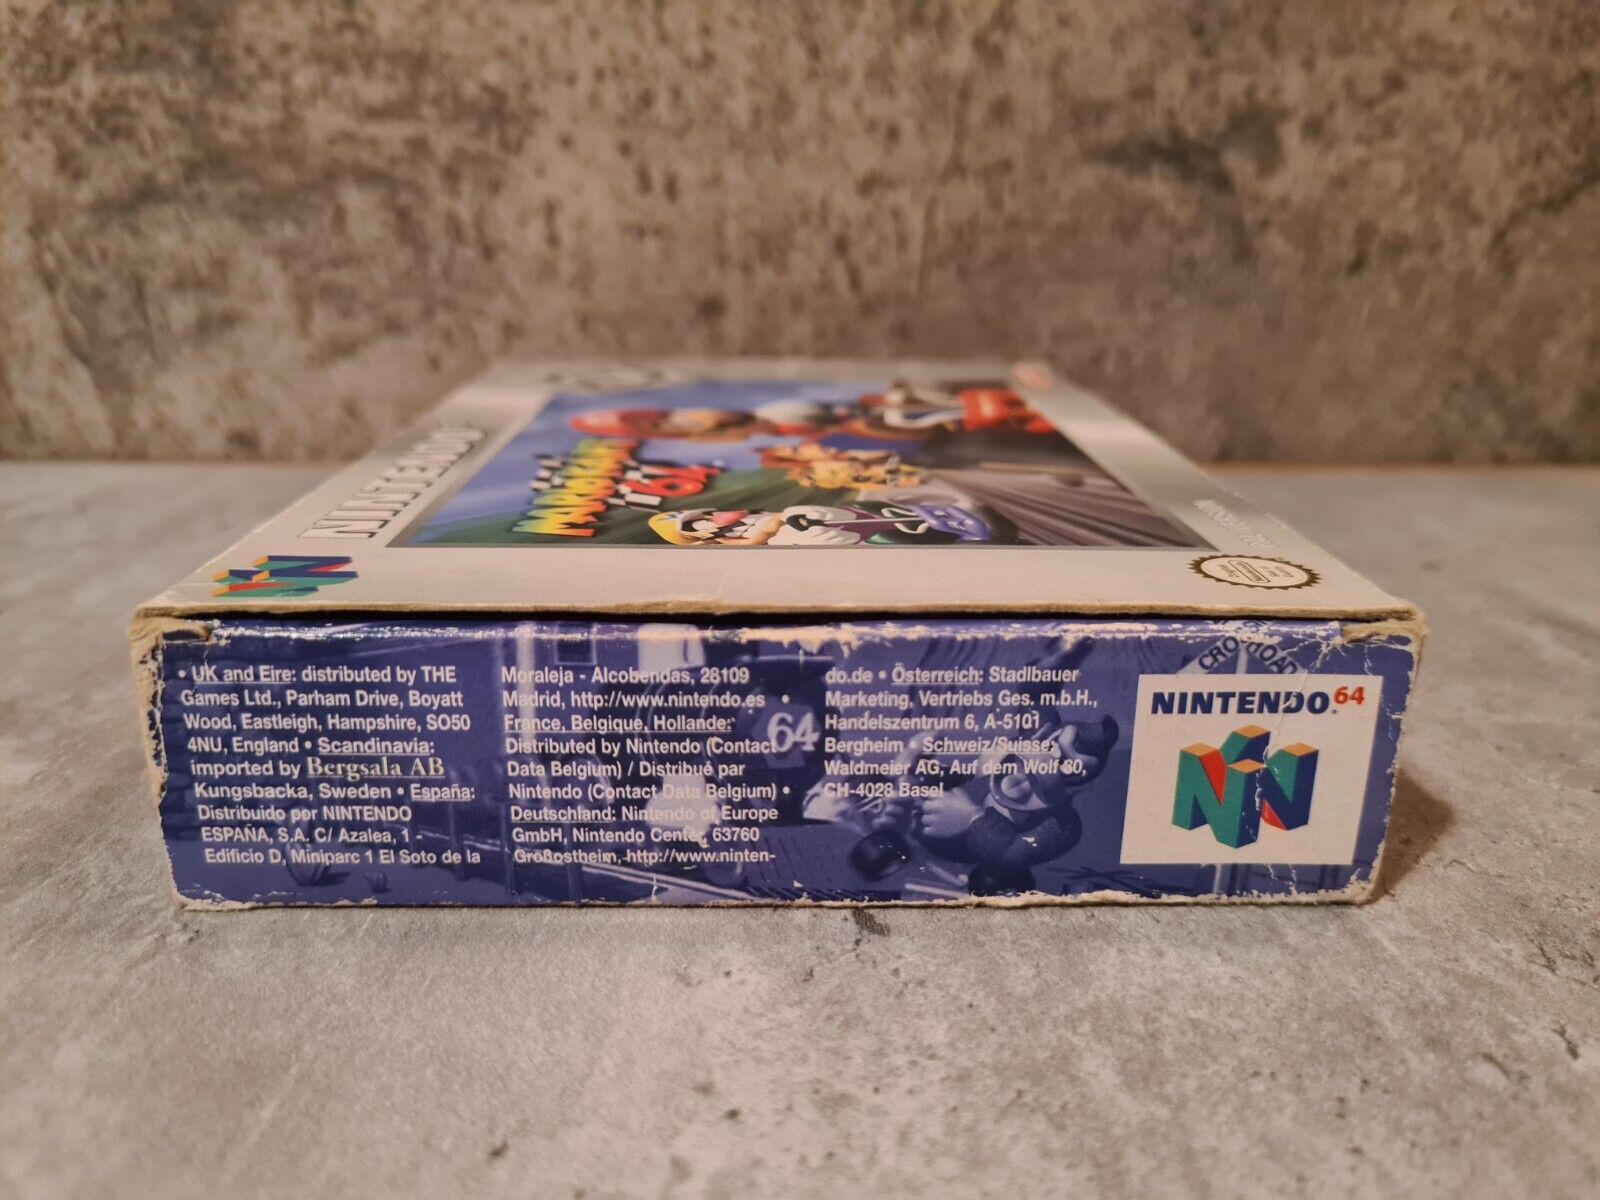 NINTENDO
MARIO KART
64
• UK and Eire: distributed by THE
Games Ltd., Parham Drive, Boyatt
Wood, Eastleigh, Hampshire, SO50
4NU, England • Scandinavia:
imported by Bergsala AB
Kungsbacka, Sweden • España:
Distribuido por NINTENDO
ESPAÑA, S.A. C/ Azalea, 1 -
Edificio D, Miniparc 1 El Soto de la
Moraleja - Alcobendas, 28109
Madrid, http://www.nintendo.es •
France, Belgique, Hollande:
Distributed by Nintendo (Contact
Data Belgium) / Distribué par
Nintendo (Contact Data Belgium) •
Deutschland: Nintendo of Europe
GmbH, Nintendo Center, 63760
Großostheim, http://www.ninten-
do.de • Österreich: Stadlbauer
Marketing, Vertriebs Ges. m.b.H.,
Handelszentrum 6, A-5101
Bergheim • Schweiz/Suisse:
Waldmeier AG, Auf dem Wolf 30,
CH-4028 Basel
64
NINTENDO 64